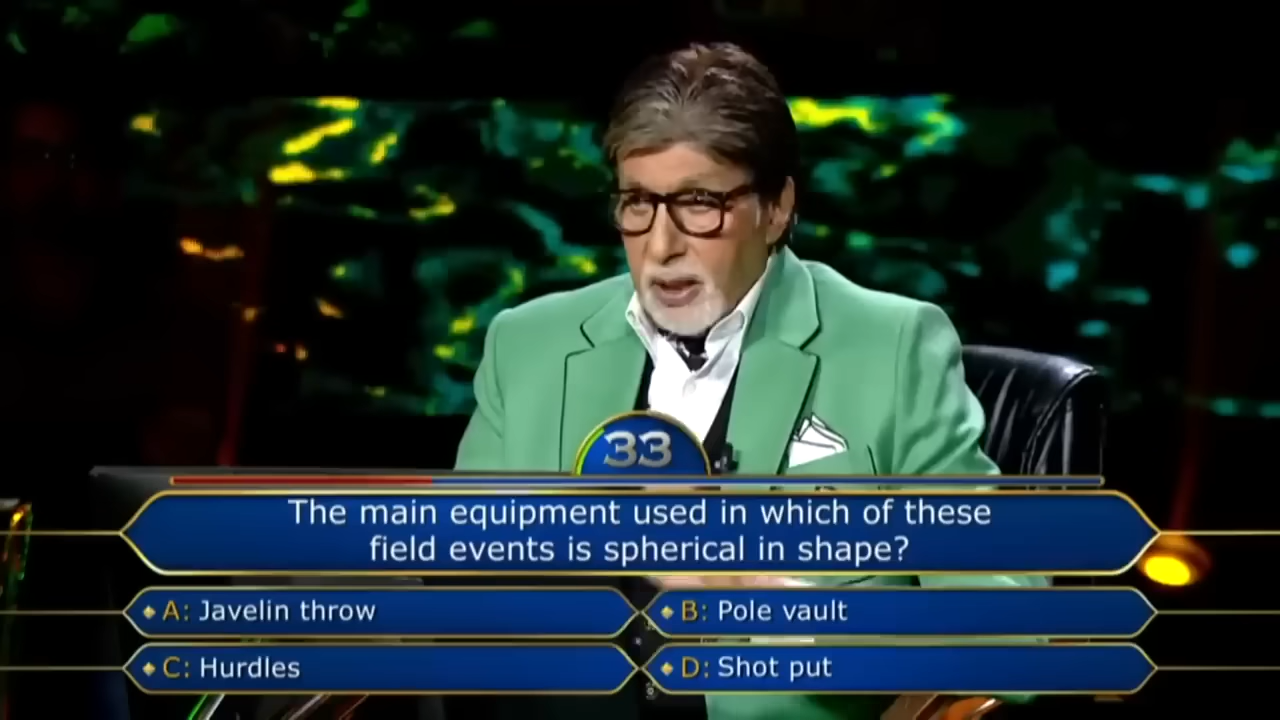 33
The main equipment used in which of these
field events is spherical in shape?
A: Javelin throw
B: Pole vault
C: Hurdles
D: Shot put